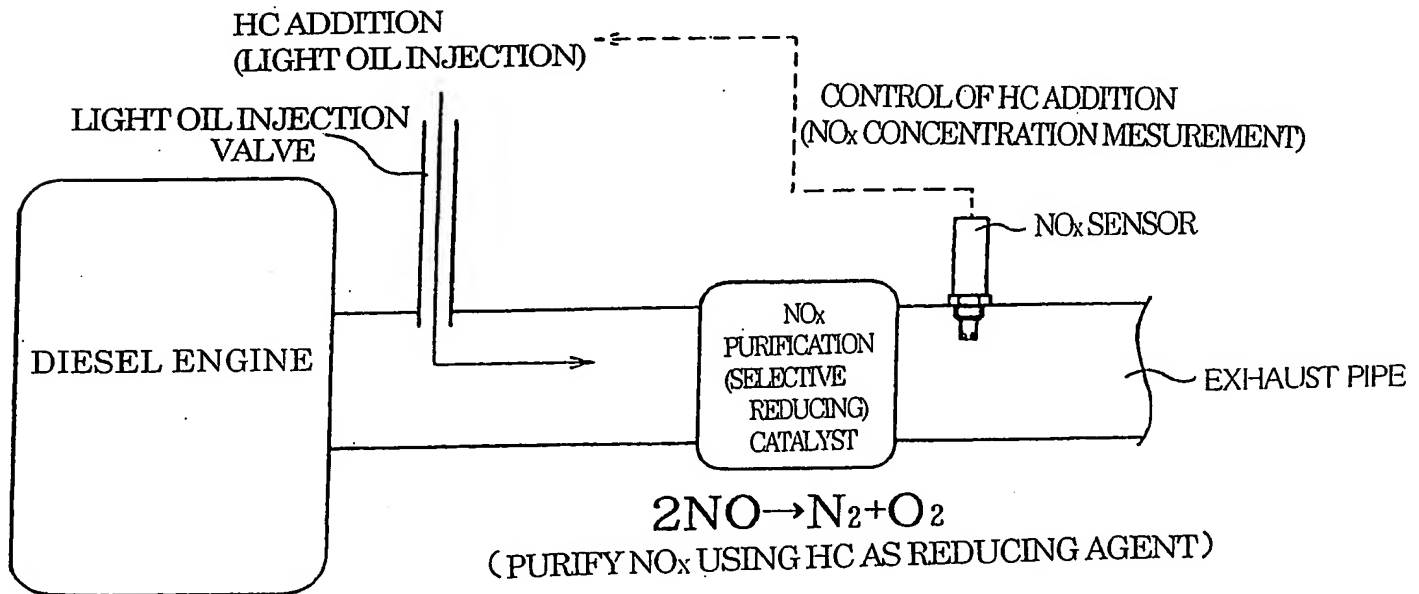 HC ADDITION
(LIGHT OIL INJECTION)
LIGHT OIL INJECTION
VALVE
CONTROL OF HC ADDITION
(NOx CONCENTRATION MESUREMENT)
NOx SENSOR
DIESEL ENGINE
NOx
PURIFICATION
(SELECTIVE
REDUCING)
CATALYST
EXHAUST PIPE
2NO→N2+O2
(PURIFY NOx USING HC AS REDUCING AGENT)